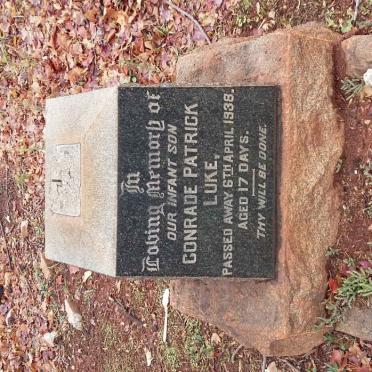 In
Loving Memory of
OUR INFANT SON
CONRADE PATRICK
LUKE,
PASSED AWAY 6TH APRIL 1938.
AGED 17 DAYS.
THY WILL BE DONE.